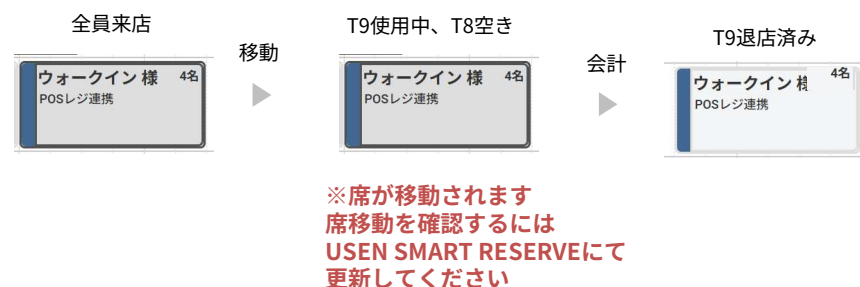 全員来店
ウォークイン 様 4名
POSレジ連携
移動
T9使用中、T8空き
ウォークイン 様 4名
POSレジ連携
※席が移動されます
席移動を確認するには
USEN SMART RESERVEにて
更新してください
会計
T9退店済み
ウォークイン 様 4名
POSレジ連携